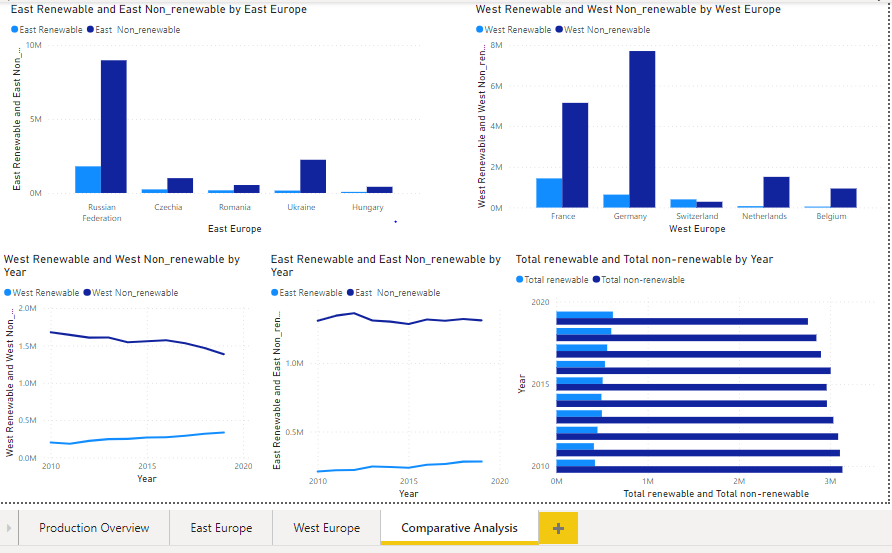 East Renewable and East Non_renewable by East Europe
East Renewable East Non_renewable
East Renewable and East Non_...
10M
5M
0M
Russian
Federation
Czechia
Romania
Ukraine
Hungary
East Europe
West Renewable and West Non_renewable by West Europe
West Renewable West Non_renewable
West Renewable and West Non_ren...
8M
6M
4M
2M
0M
France
Germany
Switzerland
Netherlands
Belgium
West Europe
West Renewable and West Non_renewable by
Year
West Renewable West Non_renewable
West Renewable and West Non_...
2.0M
1.5M
1.0M
0.5M
0.0M
2010
2015
2020
Year
East Renewable and East Non_renewable by
Year
East Renewable East Non_renewable
East Renewable and East Non_ren...
1.0M
0.5M
2010
2015
2020
Year
Total renewable and Total non-renewable by Year
Total renewable Total non-renewable
Year
2020
2015
2010
0M
1M
2M
3M
Total renewable and Total non-renewable
Production Overview
East Europe
West Europe
Comparative Analysis
+